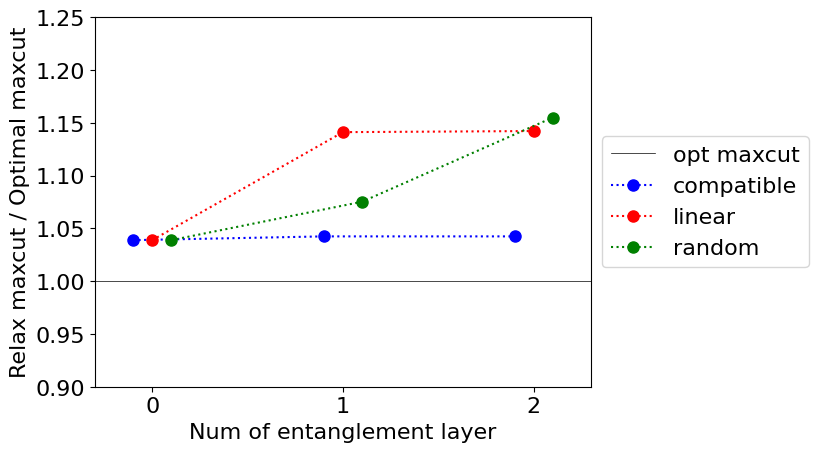 Relax maxcut / Optimal maxcut
1.25
1.20
1.15
1.10
1.05
1.00
0.95
0.90
0
1
2
Num of entanglement layer
opt maxcut
compatible
linear
random